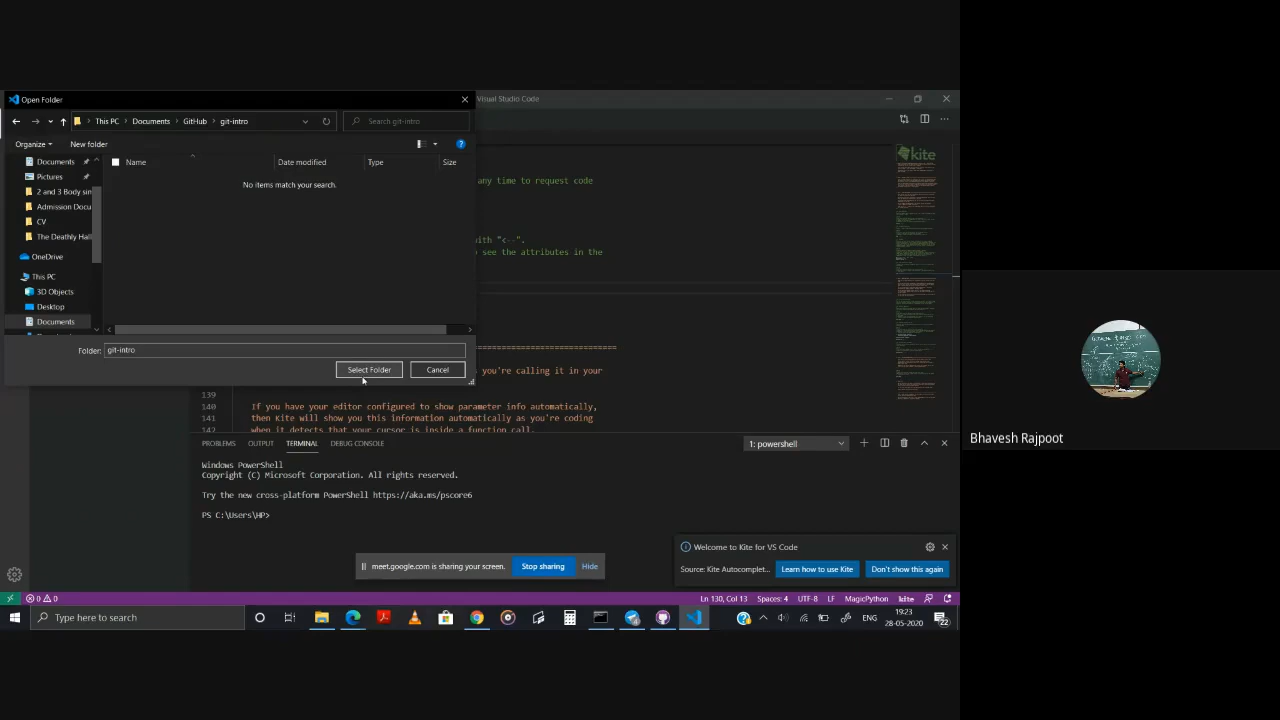 Open Folder
Visual Studio Code
This PC
Documents
GitHub
git-intro
Search git-intro
Organize
New folder
Documents
Pictures
2 and 3 Body sin
Admission Docu
CV
The Deathly Hall
OneDrive
This PC
3D Objects
Desktop
Documents
Name
Date modified
Type
Size
No items match your search.
Folder:
git-intro
Select Folder
Cancel
any time to request code
with "<--".
see the attributes in the
you're calling it in your
139
140 If you have your editor configured to show parameter info automatically,
141 then Kite will show you this information automatically as you're coding
142 when it detects that your cursor is inside a function call.
kite
PROBLEMS
OUTPUT
TERMINAL
DEBUG CONSOLE
1: powershell
Windows PowerShell
Copyright (C) Microsoft Corporation. All rights reserved.
Try the new cross-platform PowerShell https://aka.ms/pscore6
PS C:\Users\HP>
Welcome to Kite for VS Code
Source: Kite Autocomplet...
Learn how to use Kite
Don't show this again
meet.google.com is sharing your screen.
Stop sharing
Hide
0 0
Ln 130, Col 13
Spaces: 4
UTF-8
LF
MagicPython
kite
Type here to search
ENG
19:23
28-05-2020
22
Bhavesh Rajpoot